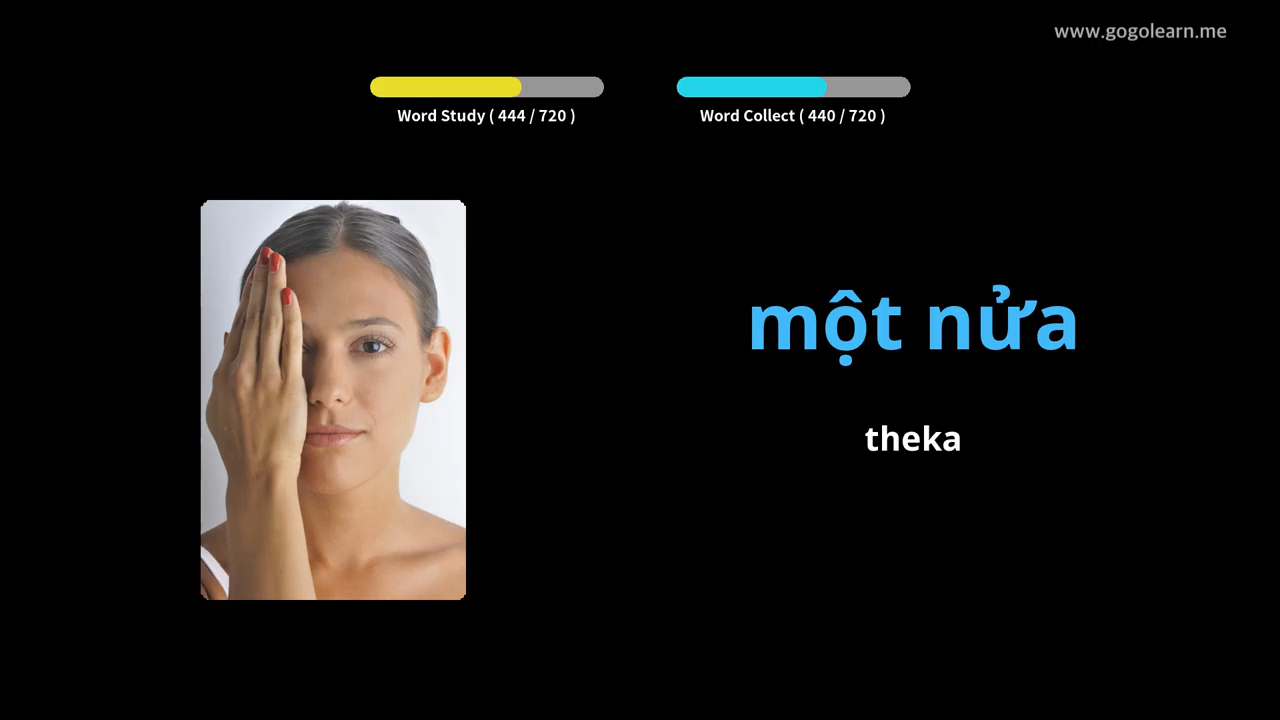 www.gogolearn.me
Word Study ( 444 / 720 )
Word Collect ( 440 / 720 )
một nửa
theka